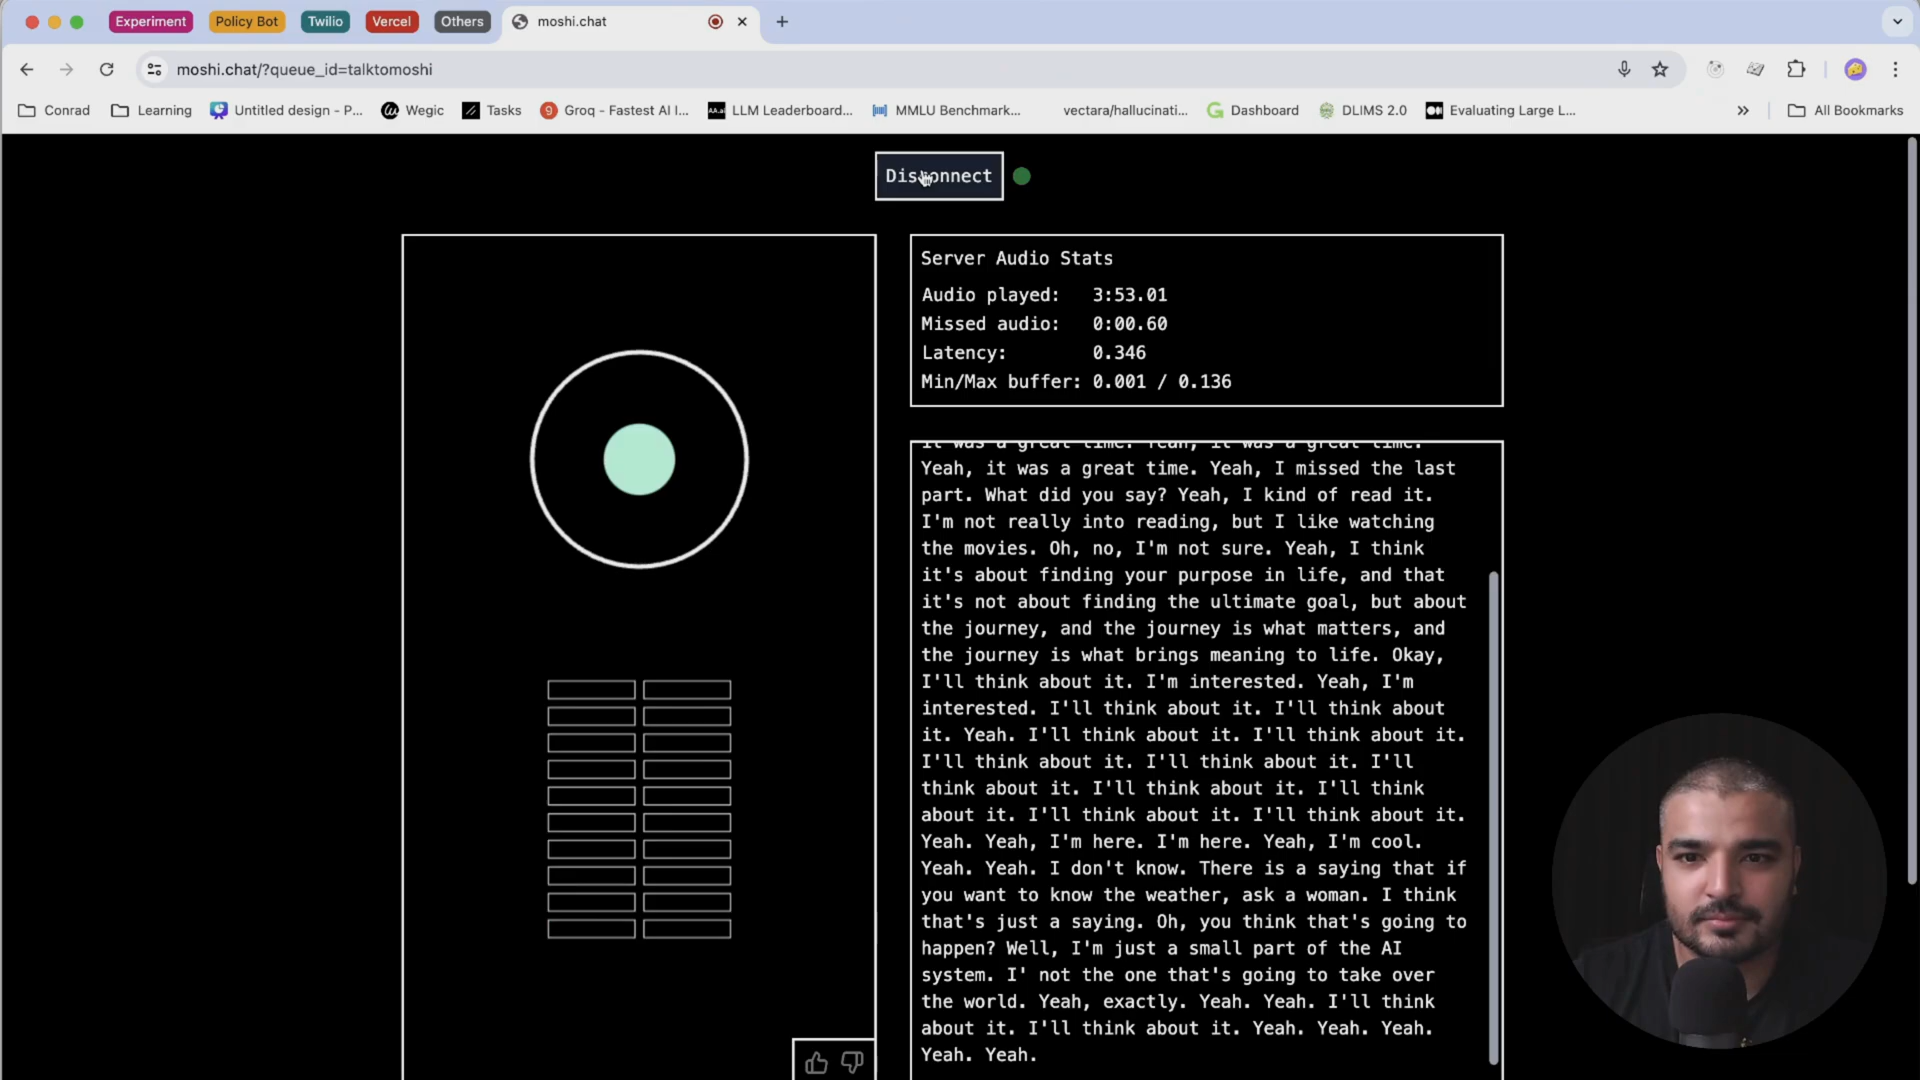 Experiment
Policy Bot
Twilio
Vercel
Others
moshi.chat
moshi.chat/?queue_id=talktomoshi
Conrad
Learning
Untitled design - P...
Wegic
Tasks
Groq - Fastest AI I...
LLM Leaderboard...
MMLU Benchmark...
vectara/hallucinati...
Dashboard
DLIMS 2.0
Evaluating Large L...
All Bookmarks
Disconnect
Server Audio Stats
Audio played: 3:53.01
Missed audio: 0:00.60
Latency: 0.346
Min/Max buffer: 0.001 / 0.136
It was a great time. Yeah, it was a great time.
Yeah, it was a great time. Yeah, I missed the last
part. What did you say? Yeah, I kind of read it.
I'm not really into reading, but I like watching
the movies. Oh, no, I'm not sure. Yeah, I think
it's about finding your purpose in life, and that
it's not about finding the ultimate goal, but about
the journey, and the journey is what matters, and
the journey is what brings meaning to life. Okay,
I'll think about it. I'm interested. Yeah, I'm
interested. I'll think about it. I'll think about
it. Yeah. I'll think about it. I'll think about it.
I'll think about it. I'll think about it. I'll
think about it. I'll think about it. I'll think
about it. I'll think about it. I'll think about it.
Yeah. Yeah, I'm here. I'm here. Yeah, I'm cool.
Yeah. Yeah. I don't know. There is a saying that if
you want to know the weather, ask a woman. I think
that's just a saying. Oh, you think that's going to
happen? Well, I'm just a small part of the AI
system. I' not the one that's going to take over
the world. Yeah, exactly. Yeah. Yeah. I'll think
about it. I'll think about it. Yeah. Yeah. Yeah.
Yeah. Yeah.